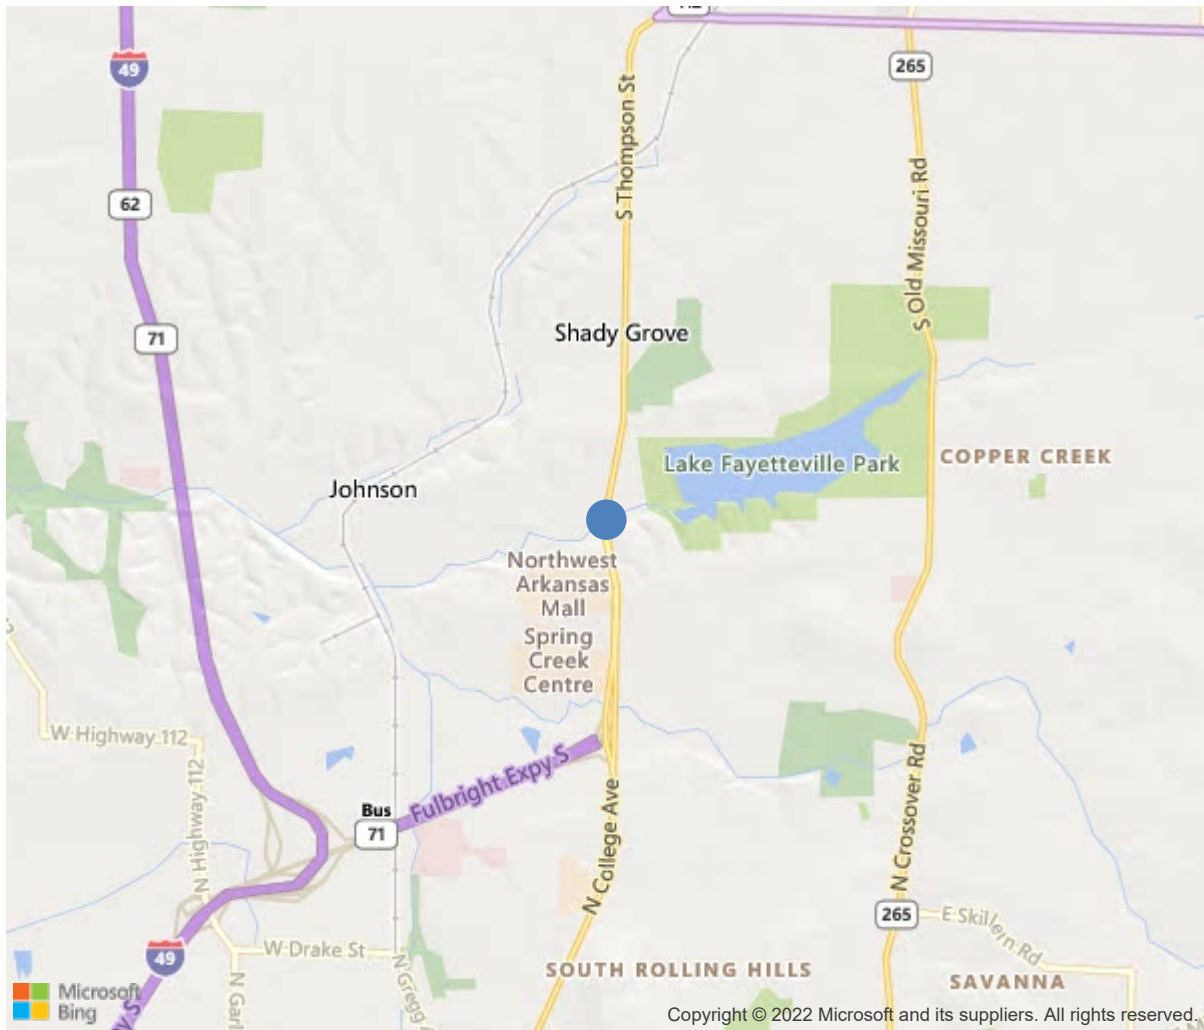 49
265
S Thompson St
62
S Old Missouri Rd
71
Shady Grove
Lake Fayetteville Park
COPPER CREEK
Johnson
Northwest
Arkansas
Mall
Spring
Creek
Centre
W Highway 112
N Highway 112
Bus
71
Fulbright Expy S
N College Ave
N Crossover Rd
265
E Skillern Rd
W Drake St
49
N Gregg
SOUTH ROLLING HILLS
SAVANNA
Microsoft
Bing
Copyright © 2022 Microsoft and its suppliers. All rights reserved.